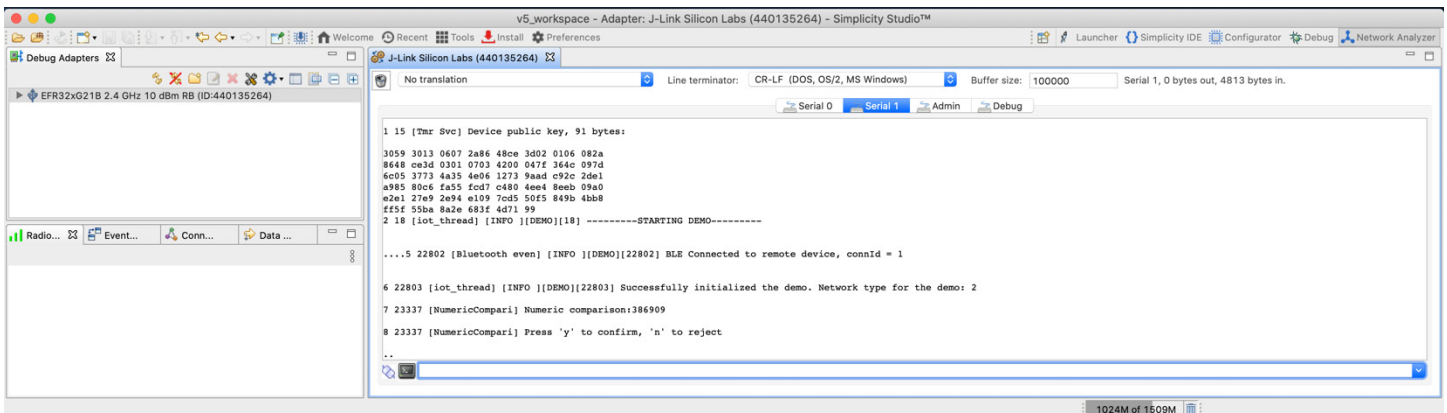 v5_workspace - Adapter: J-Link Silicon Labs (440135264) - Simplicity Studio™
Welcome Recent Tools Install Preferences
Launcher Simplicity IDE Configurator Debug Network Analyzer
Debug Adapters
EFR32xG21B 2.4 GHz 10 dBm RB (ID:440135264)
Radio... Event... Conn... Data ...
J-Link Silicon Labs (440135264)
No translation Line terminator: CR-LF (DOS, OS/2, MS Windows) Buffer size: 100000 Serial 1, 0 bytes out, 4813 bytes in.
Serial 0 Serial 1 Admin Debug
1 15 [Tmr Svc] Device public key, 91 bytes:
3059 3013 0607 2a86 48ce 3d02 0106 082a
8648 ce3d 0301 0703 4200 047f 364c 097d
6c05 3773 4a35 4e06 1273 9aad c92c 2de1
a985 80c6 fa55 fcd7 c480 4ee4 8eeb 09a0
e2e1 27e9 2e94 e109 7cd5 50f5 849b 4bb8
ff5f 55ba 8a2e 683f 4d71 99
2 18 [iot_thread] [INFO ][DEMO][18] ---------STARTING DEMO---------
....5 22802 [Bluetooth even] [INFO ][DEMO][22802] BLE Connected to remote device, connId = 1
6 22803 [iot_thread] [INFO ][DEMO][22803] Successfully initialized the demo. Network type for the demo: 2
7 23337 [NumericCompari] Numeric comparison:386909
8 23337 [NumericCompari] Press 'y' to confirm, 'n' to reject
..
1024M of 1509M